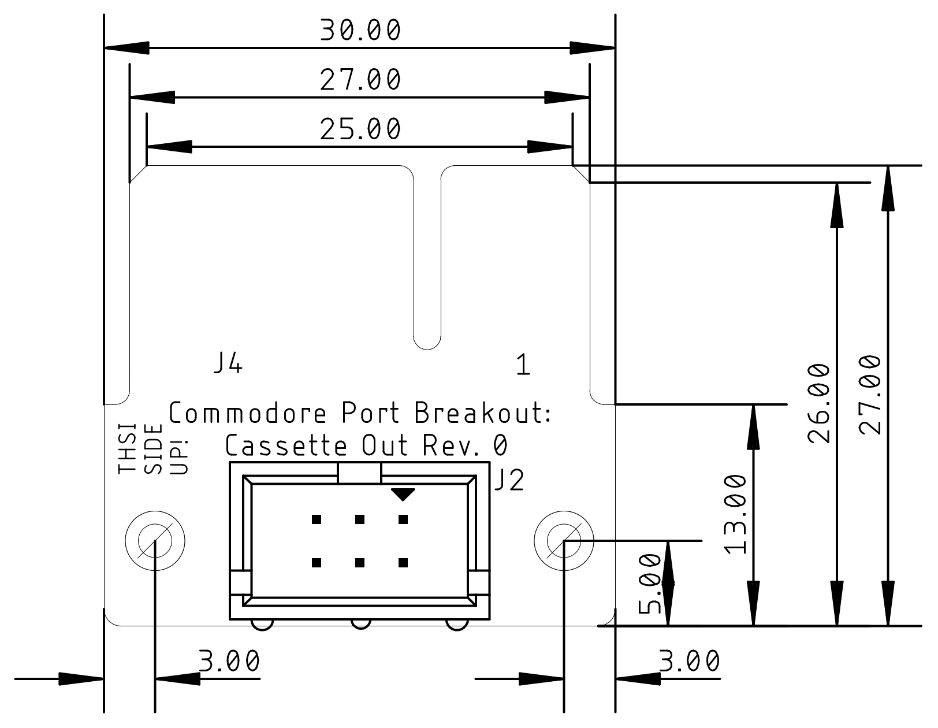 30.00
27.00
25.00
J4
1
26.00
27.00
Commodore Port Breakout:
Cassette Out Rev. 0
THSI
SIDE
UP!
J2
13.00
5.00
3.00
3.00